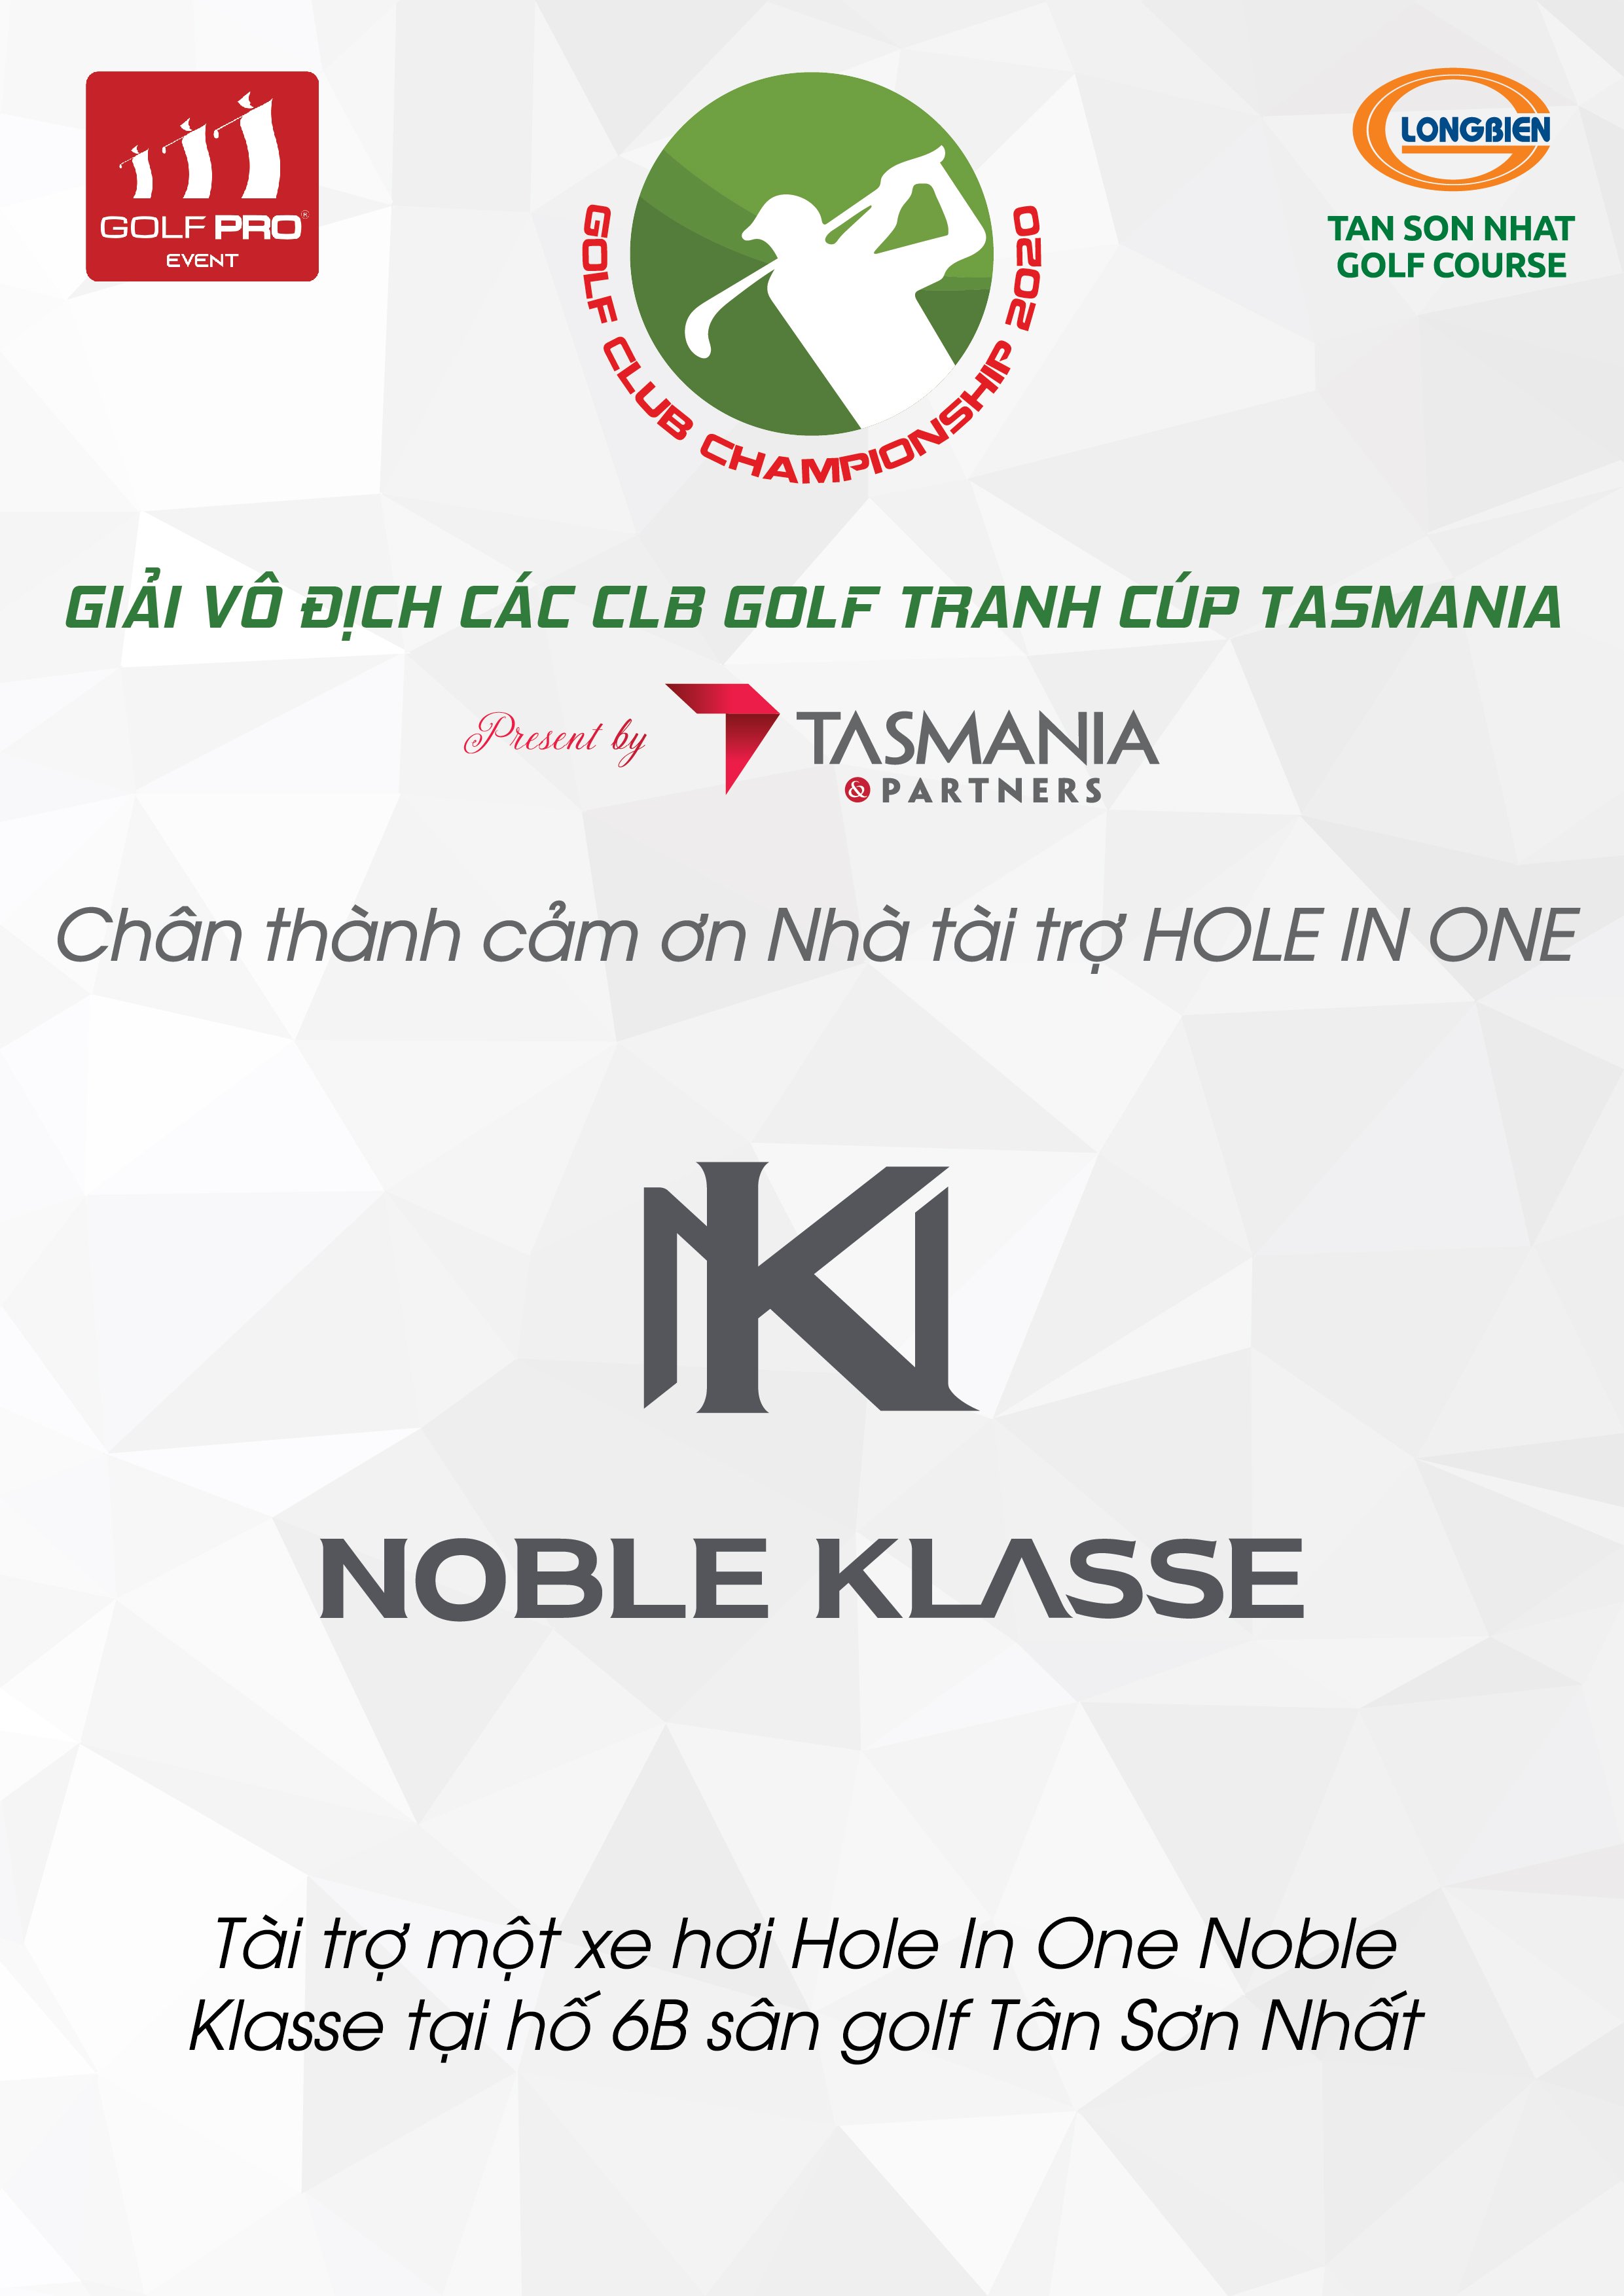 GOLF PRO®
EVENT
GOLF CLUB CHAMPIONSHIP 2020
LONGBIEN
TAN SON NHAT
GOLF COURSE
GIẢI VÔ ĐỊCH CÁC CLB GOLF TRANH CÚP TASMANIA
Present by
TASMANIA
& PARTNERS
Chân thành cảm ơn Nhà tài trợ HOLE IN ONE
NK
NOBLE KLASSE
Tài trợ một xe hơi Hole In One Noble
Klasse tại hố 6B sân golf Tân Sơn Nhất